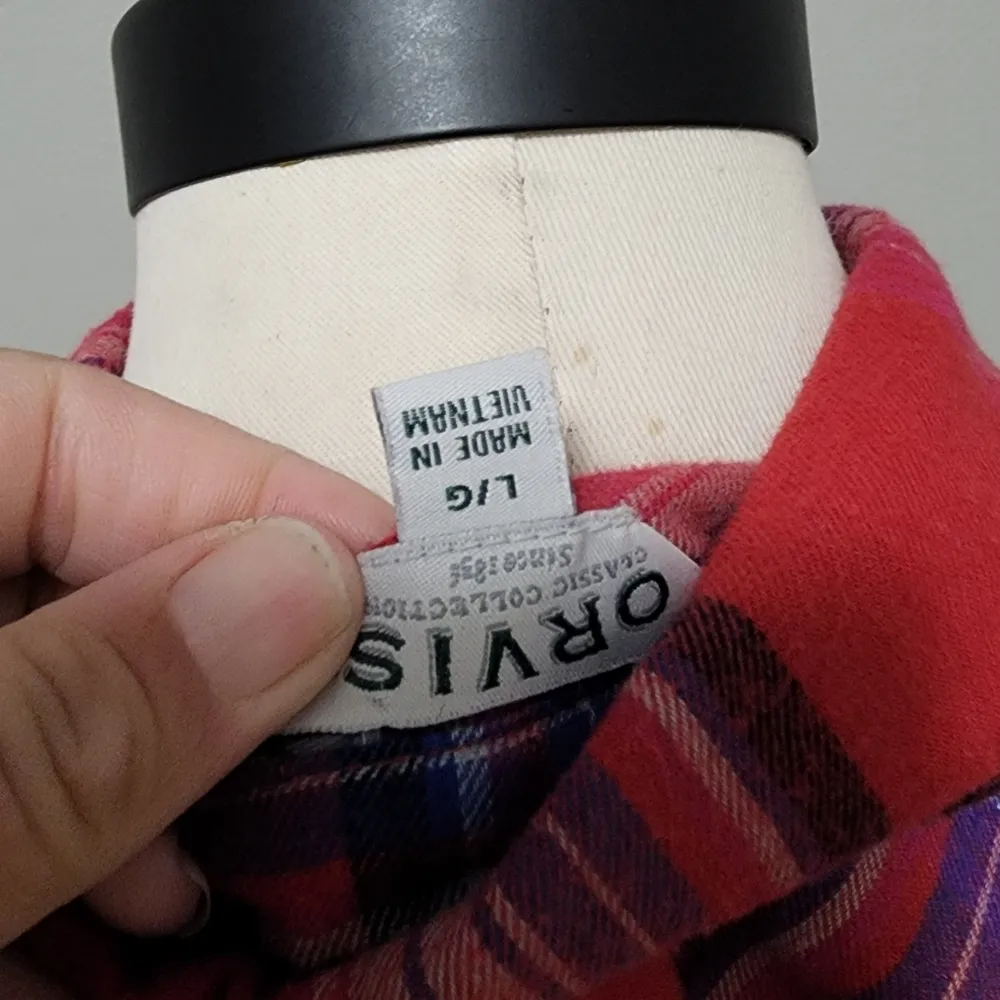 ORVIS
CLASSIC COLLECTION
Since 1856
L/G
MADE IN
VIETNAM